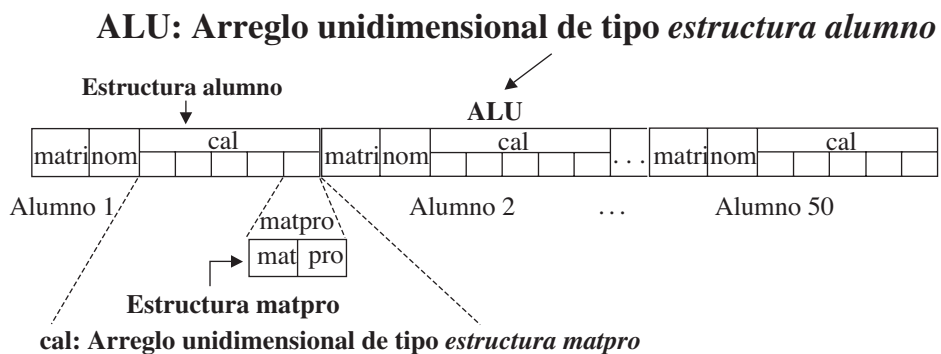 ALU: Arreglo unidimensional de tipo estructura alumno
Estructura alumno
ALU
cal cal cal
matri nom matri nom ... matri nom
Alumno 1 Alumno 2 ... Alumno 50
matpro
mat pro
Estructura matpro
cal: Arreglo unidimensional de tipo estructura matpro